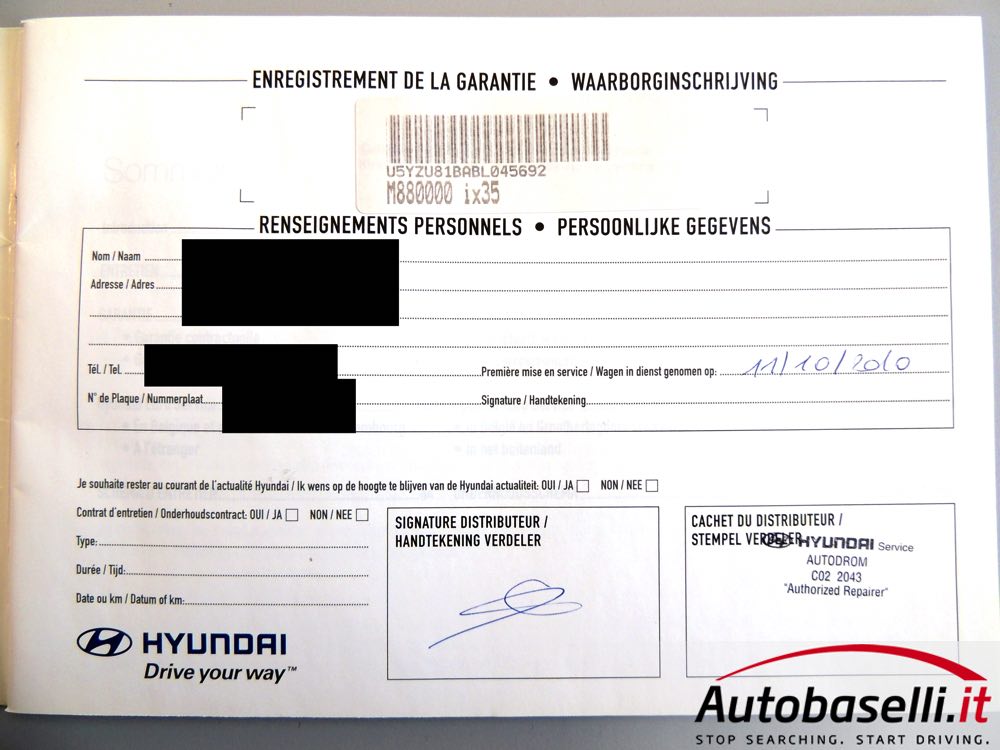 ENREGISTREMENT DE LA GARANTIE • WAARBORGINSCHRIJVING
U5YZU81BABL045692
M880000 ix35
RENSEIGNEMENTS PERSONNELS • PERSOONLIJKE GEGEVENS
Nom / Naam
Adresse / Adres
Tél. / Tel.
Première mise en service / Wagen in dienst genomen op: 11/10/2010
N° de Plaque / Nummerplaat
Signature / Handtekening
Je souhaite rester au courant de l'actualité Hyundai / Ik wens op de hoogte te blijven van de Hyundai actualiteit: OUI / JA NON / NEE
Contrat d'entretien / Onderhoudscontract: OUI / JA NON / NEE
Type:
Durée / Tijd:
Date ou km / Datum of km:
SIGNATURE DISTRIBUTEUR /
HANDTEKENING VERDELER
CACHET DU DISTRIBUTEUR /
STEMPEL VERDELER
HYUNDAI Service
AUTODROM
C02 2043
"Authorized Repairer"
HYUNDAI
Drive your way™
Autobaselli.it
STOP SEARCHING. START DRIVING.